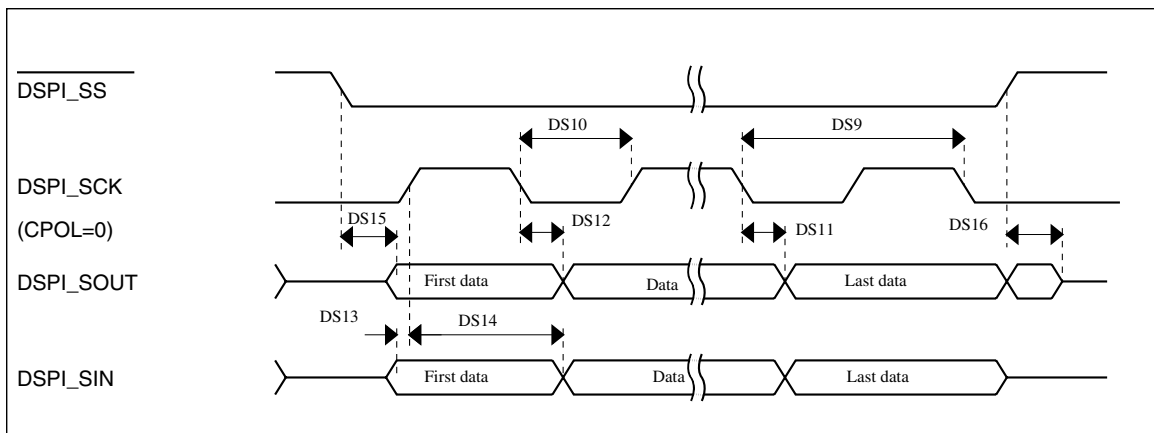 DSPI_SS
DS10
DS9
DSPI_SCK
(CPOL=0)
DS15
DS12
DS11
DS16
DSPI_SOUT
First data
Data
Last data
DS13
DS14
DSPI_SIN
First data
Data
Last data